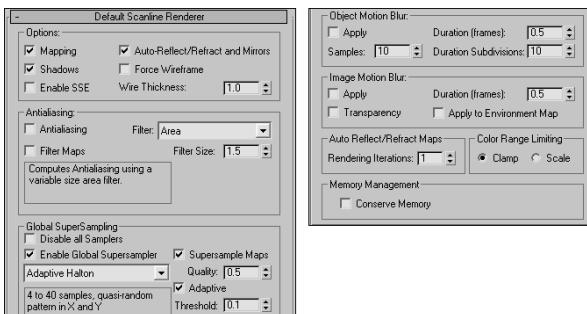 - Default Scanline Renderer
Options:
Mapping Auto-Reflect/Refract and Mirrors
Shadows Force Wireframe
Enable SSE Wire Thickness: 1.0
Antialiasing:
Antialiasing Filter: Area
Filter Maps Filter Size: 1.5
Computes Antialiasing using a
variable size area filter.
Global SuperSampling
Disable all Samplers
Enable Global Supersampler Supersample Maps
Adaptive Halton Quality: 0.5
Adaptive
4 to 40 samples, quasi-random
pattern in X and Y Threshold: 0.1
Object Motion Blur:
Apply Duration (frames): 0.5
Samples: 10 Duration Subdivisions: 10
Image Motion Blur:
Apply Duration (frames): 0.5
Transparency Apply to Environment Map
Auto Reflect/Refract Maps Color Range Limiting
Rendering Iterations: 1 Clamp Scale
Memory Management
Conserve Memory